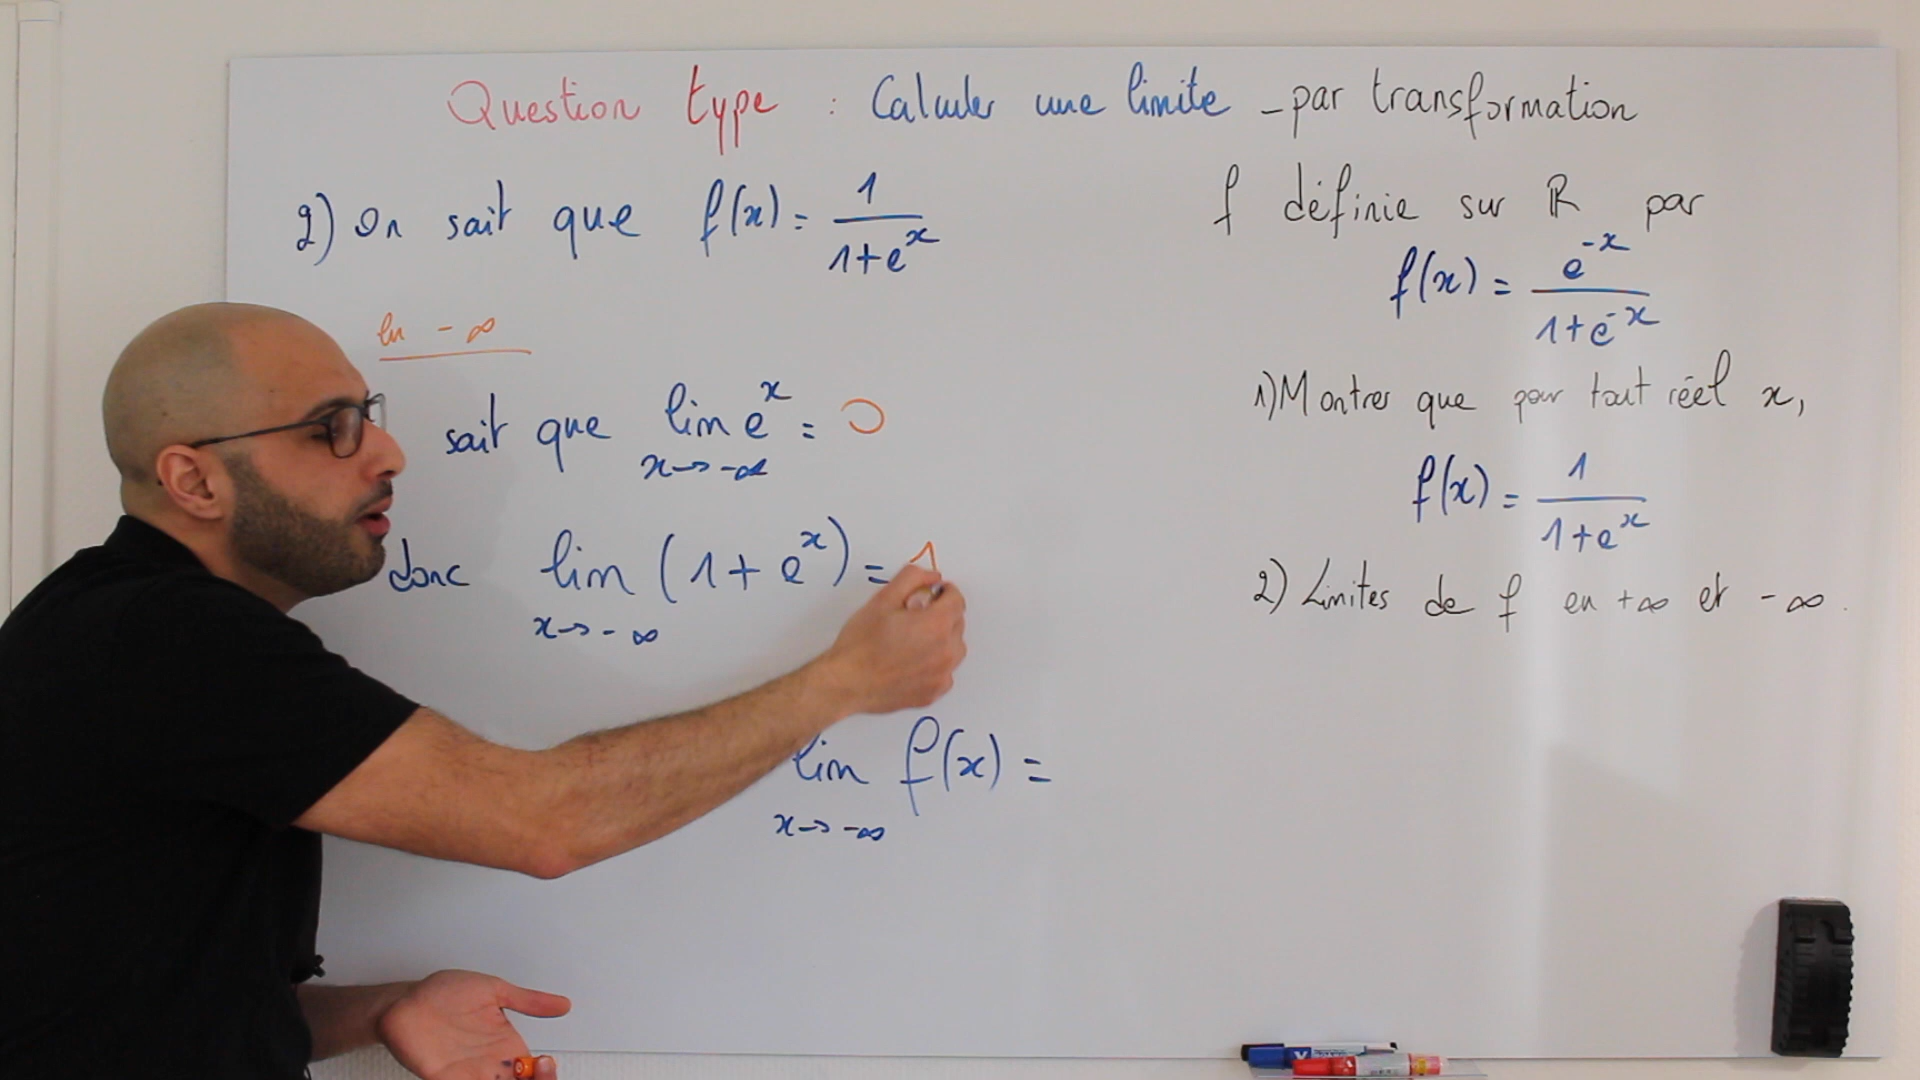 Question type : Calculer une limite - par transformation
2) On sait que f(x) = 1/(1+e^x)
en -∞
sait que lim e^x = 0
x→-∞
donc lim (1 + e^x) = 1
x→ - ∞
lim f(x) =
x→ -∞
f définie sur ℝ par
f(x) = e^-x/(1+e^-x)
1) Montrer que pour tout réel x,
f(x) = 1/(1+e^x)
2) Limites de f en +∞ et -∞.